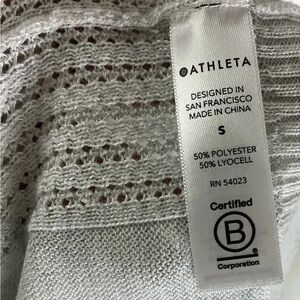 ATHLETA
DESIGNED IN
SAN FRANCISCO
MADE IN CHINA
S
50% POLYESTER
50% LYOCELL
RN 54023
Certified
B
Corporation